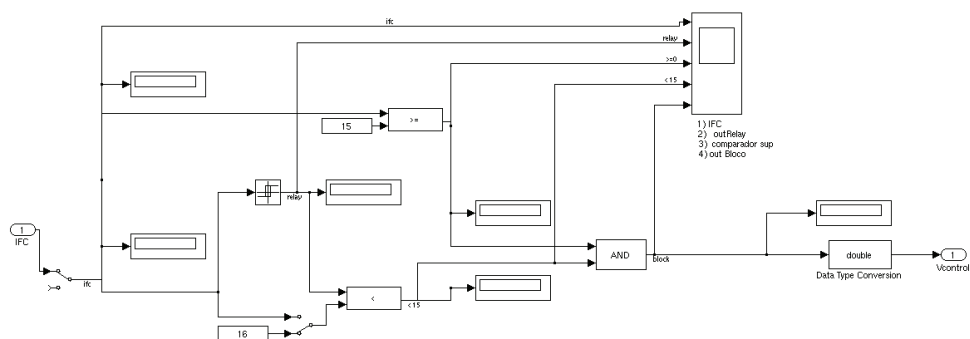 ifc
relay
>=0
<15
1) IFC
2) outRelay
3) comparador sup
4) out Bloco
15
>=
relay
1
IFC
ifc
AND
block
double
Data Type Conversion
1
Vcontrol
<
<15
16